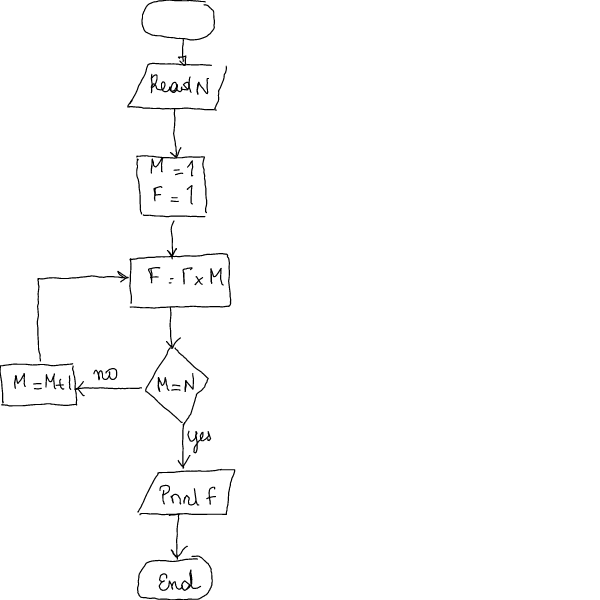 Read N
M = 1
F = 1
F = F x M
M = N
no
M = M+1
yes
Print F
End